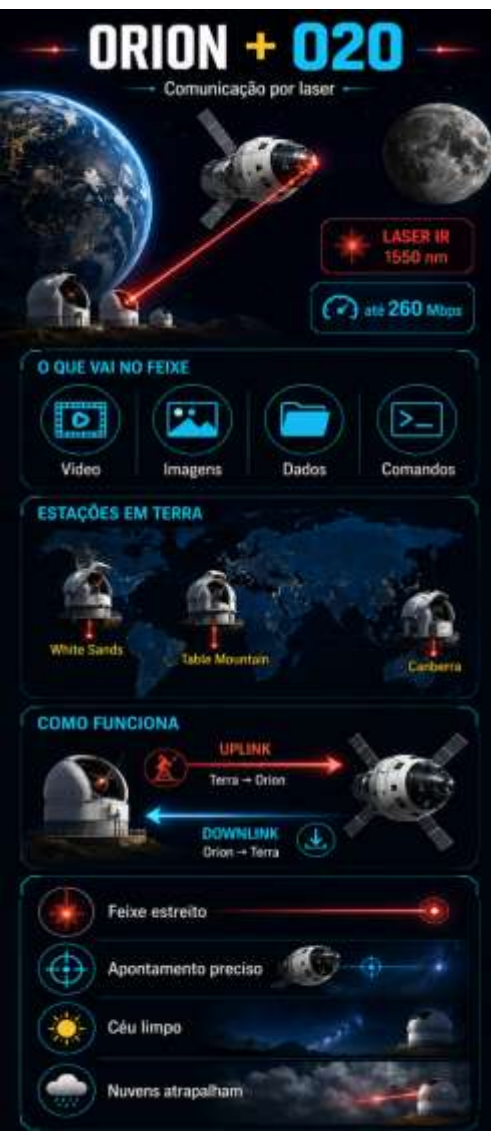 ORION + O2O
Comunicação por laser
LASER IR
1550 nm
até 260 Mbps
O QUE VAI NO FEIXE
Vídeo
Imagens
Dados
Comandos
ESTAÇÕES EM TERRA
White Sands
Table Mountain
Canberra
COMO FUNCIONA
UPLINK
Terra → Orion
DOWNLINK
Orion → Terra
Feixe estreito
Apontamento preciso
Céu limpo
Nuvens atrapalham